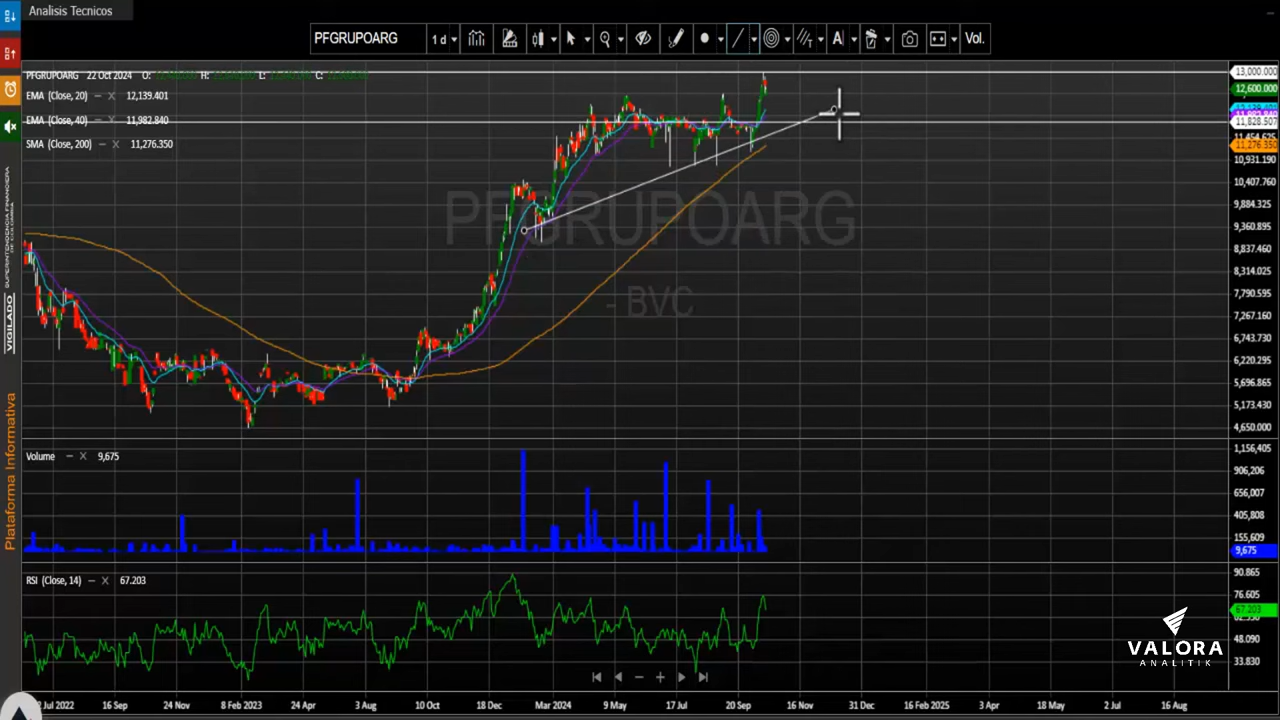 Analisis Tecnicos
PFGRUPOARG
1 d
A
Vol.
PFGRUPOARG 22 Oct 2024 O: H: L: C:
EMA (Close, 20) – X 12,139.401
EMA (Close, 40) – X 11,982.840
SMA (Close, 200) – X 11,276.350
PFGRUPOARG
- BVC
13,000.000
12,600.000
11,828.507
11,276.350
10,931.190
10,407.760
9,884.325
9,360.895
8,837.460
8,314.025
7,790.595
7,267.160
6,743.730
6,220.295
5,696.865
5,173.430
4,650.000
Volume – X 9,675
1,156,405
906,206
656,007
405,808
155,609
9,675
RSI (Close, 14) – X 67.203
90.865
76.605
67.203
48.090
33.830
Jul 2022
16 Sep
24 Nov
8 Feb 2023
24 Apr
3 Aug
10 Oct
18 Dec
Mar 2024
9 May
17 Jul
20 Sep
16 Nov
31 Dec
16 Feb 2025
3 Apr
18 May
2 Jul
16 Aug
VIGILADO
SUPERINTENDENCIA FINANCIERA
DE COLOMBIA
Plataforma Informativa
VALORA
ANALITIK